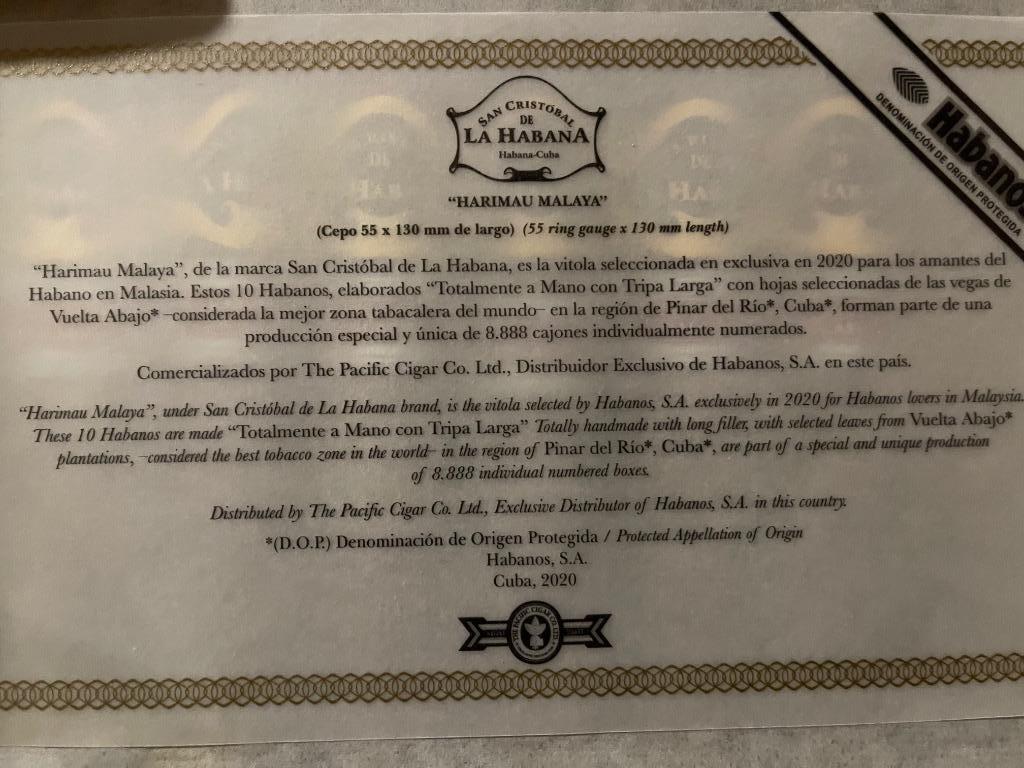 SAN CRISTÓBAL
DE
LA HABANA
Habana-Cuba
Habanos
DENOMINACIÓN DE ORIGEN PROTEGIDA
“HARIMAU MALAYA”
(Cepo 55 x 130 mm de largo) (55 ring gauge x 130 mm length)
“Harimau Malaya”, de la marca San Cristóbal de La Habana, es la vitola seleccionada en exclusiva en 2020 para los amantes del
Habano en Malasia. Estos 10 Habanos, elaborados “Totalmente a Mano con Tripa Larga” con hojas seleccionadas de las vegas de
Vuelta Abajo* –considerada la mejor zona tabacalera del mundo– en la región de Pinar del Río*, Cuba*, forman parte de una
producción especial y única de 8.888 cajones individualmente numerados.
Comercializados por The Pacific Cigar Co. Ltd., Distribuidor Exclusivo de Habanos, S.A. en este país.
“Harimau Malaya”, under San Cristóbal de La Habana brand, is the vitola selected by Habanos, S.A. exclusively in 2020 for Habanos lovers in Malaysia.
These 10 Habanos are made “Totalmente a Mano con Tripa Larga” Totally handmade with long filler, with selected leaves from Vuelta Abajo*
plantations, –considered the best tobacco zone in the world– in the region of Pinar del Río*, Cuba*, are part of a special and unique production
of 8.888 individual numbered boxes.
Distributed by The Pacific Cigar Co. Ltd., Exclusive Distributor of Habanos, S.A. in this country.
*(D.O.P.) Denominación de Origen Protegida / Protected Appellation of Origin
Habanos, S.A.
Cuba, 2020
THE PACIFIC CIGAR CO. LTD.